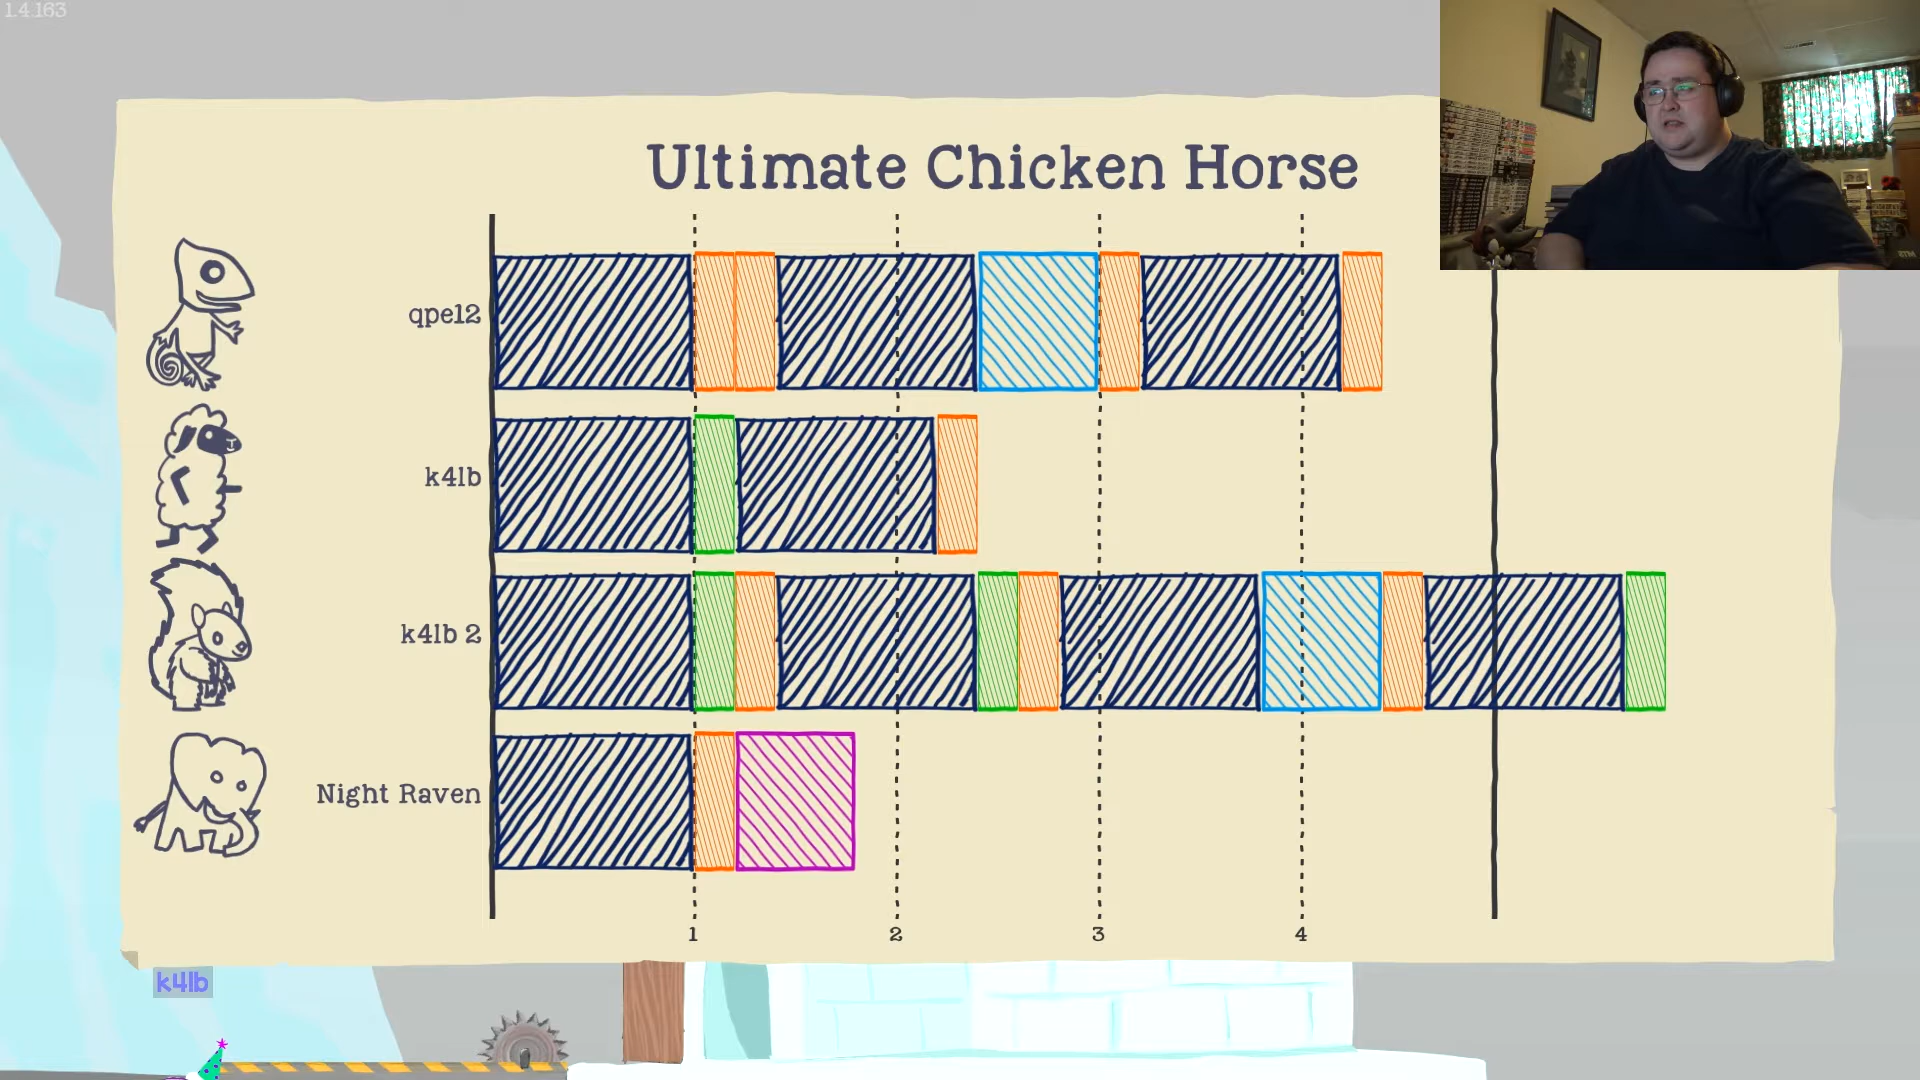 1.4.163
Ultimate Chicken Horse
qpe12
k4lb
k4lb 2
Night Raven
1 2 3 4
k4lb